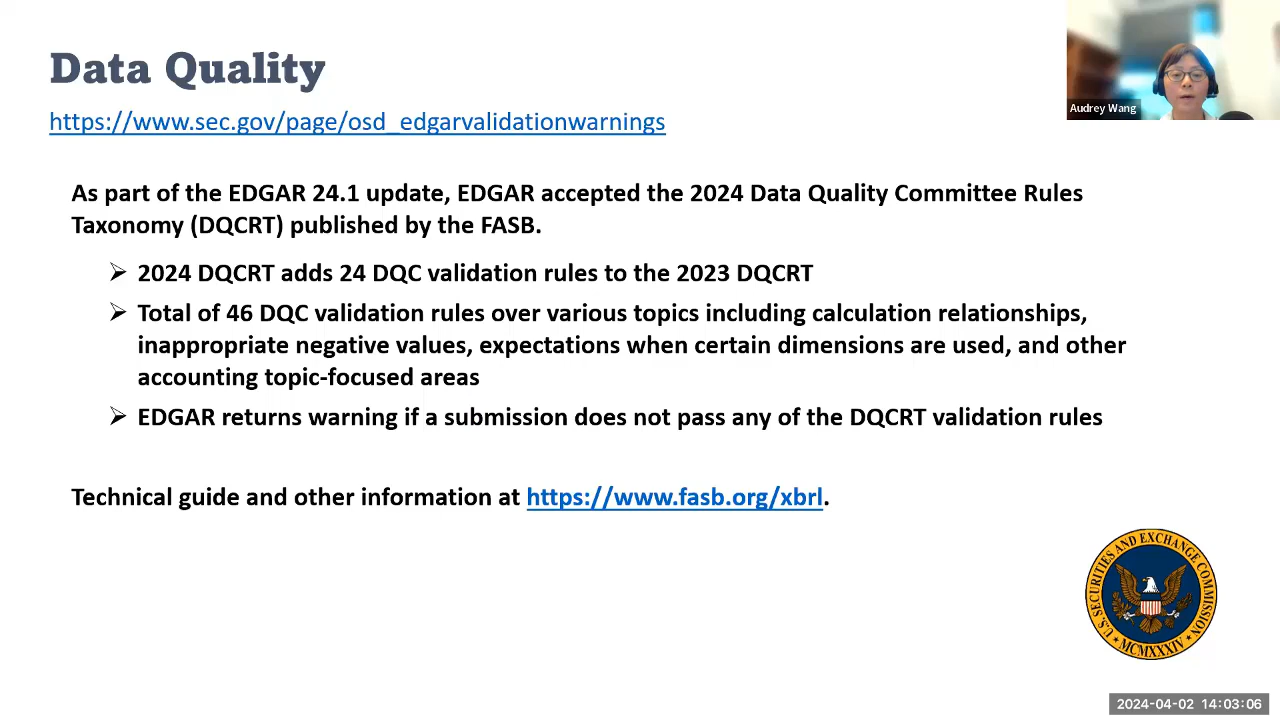 Data Quality
https://www.sec.gov/page/osd_edgarvalidationwarnings
Audrey Wang
As part of the EDGAR 24.1 update, EDGAR accepted the 2024 Data Quality Committee Rules
Taxonomy (DQCRT) published by the FASB.
➢ 2024 DQCRT adds 24 DQC validation rules to the 2023 DQCRT
➢ Total of 46 DQC validation rules over various topics including calculation relationships,
inappropriate negative values, expectations when certain dimensions are used, and other
accounting topic-focused areas
➢ EDGAR returns warning if a submission does not pass any of the DQCRT validation rules
Technical guide and other information at https://www.fasb.org/xbrl.
U.S. SECURITIES AND EXCHANGE COMMISSION
MCMXXXIV
2024-04-02 14:03:06